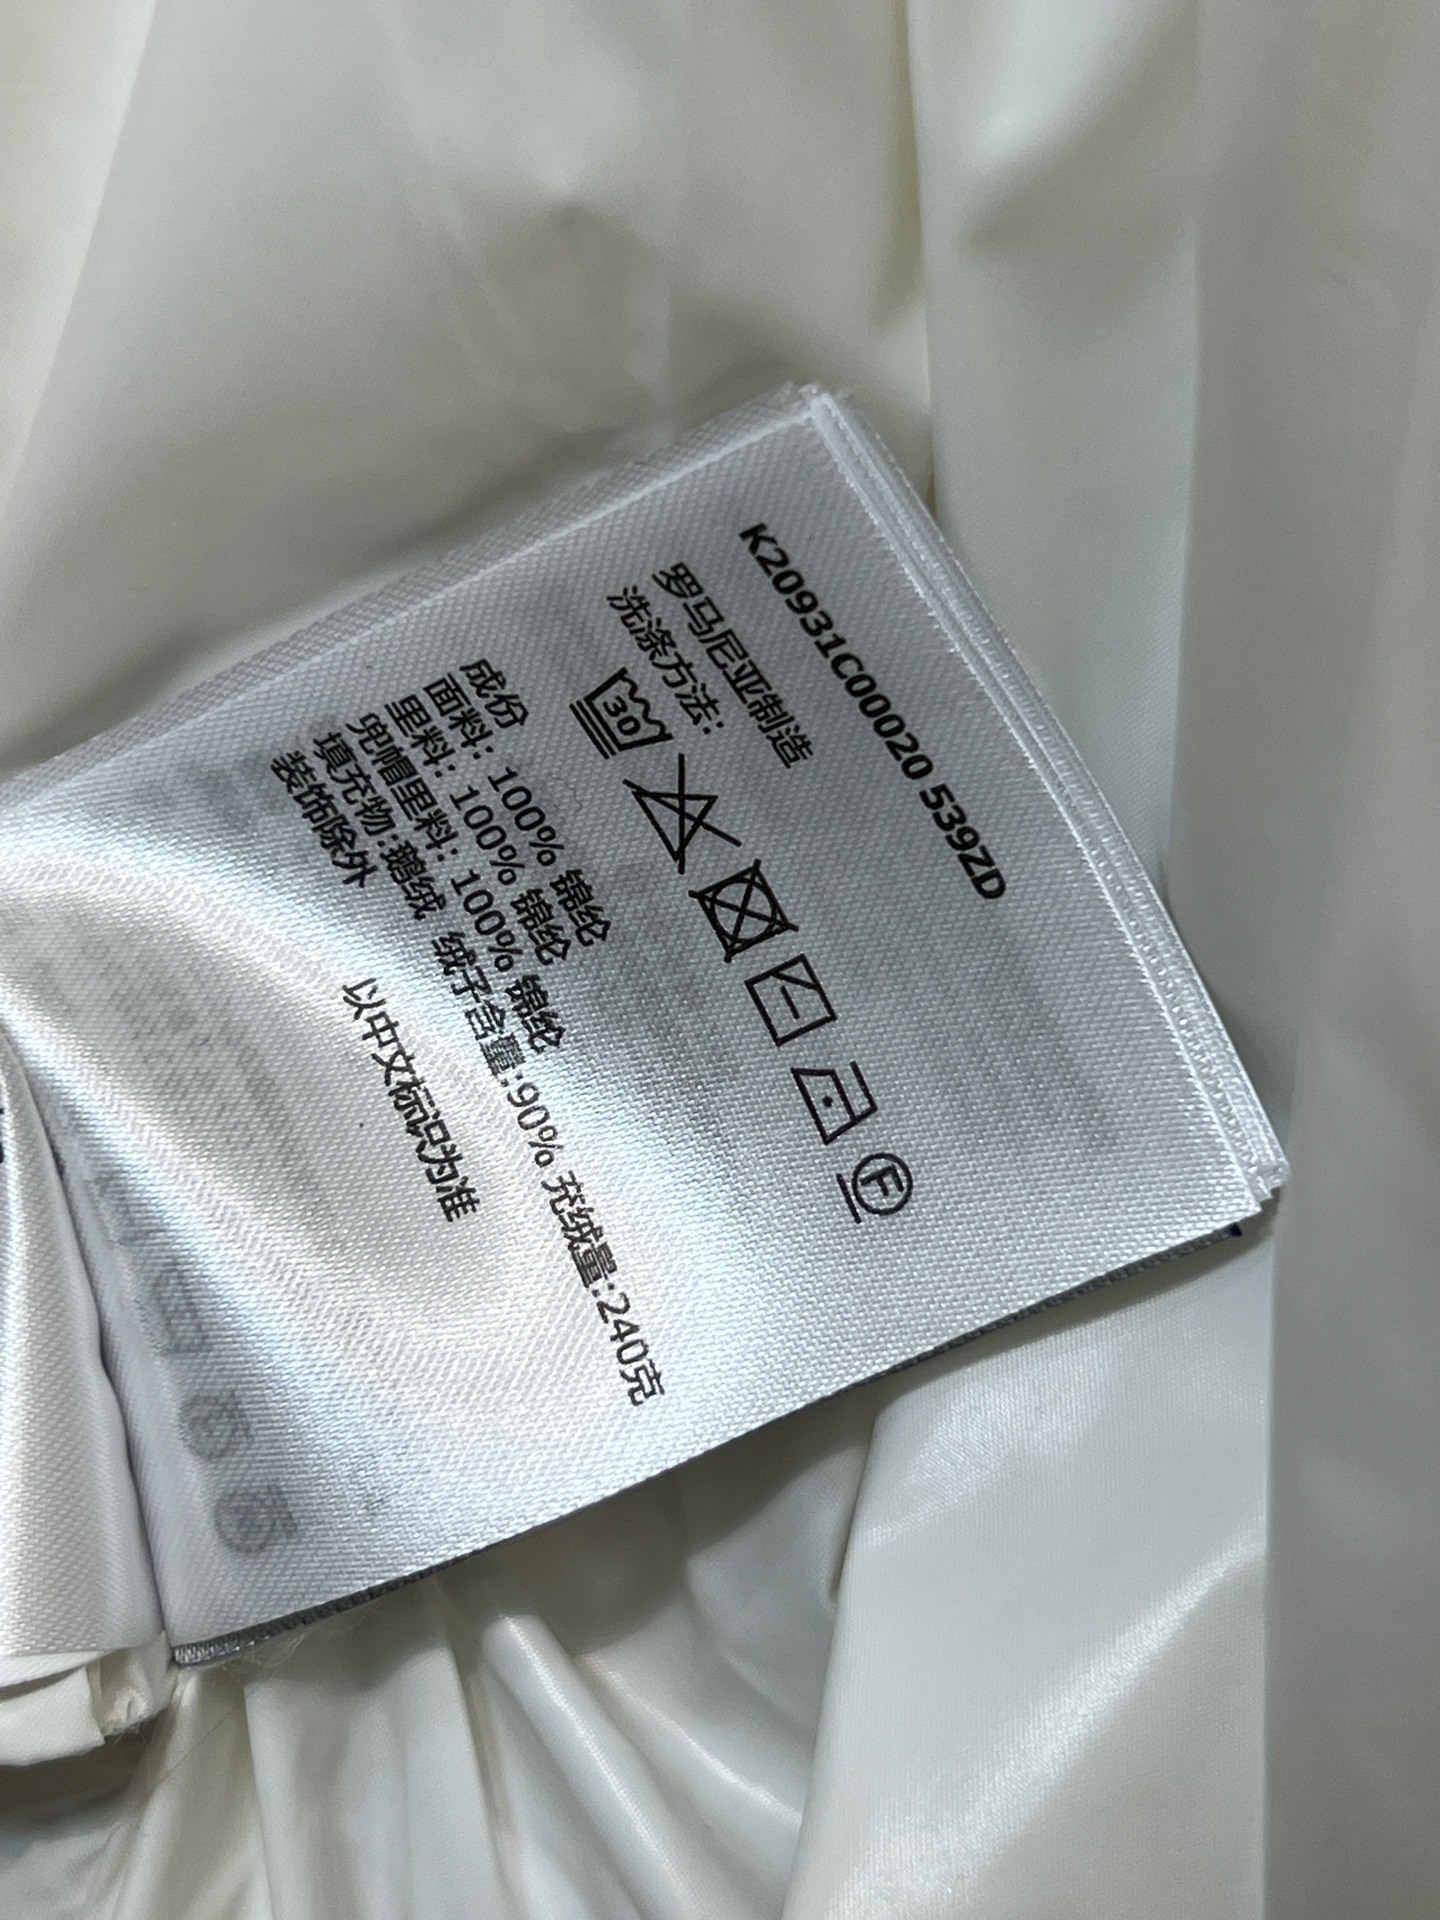 K20931C00020 539ZD
罗马尼亚制造
洗涤方法:
30
F
成份
面料: 100% 锦纶
里料: 100% 锦纶
兜帽里料: 100% 锦纶
填充物:鹅绒 绒子含量:90% 充绒量:240克
装饰除外
以中文标识为准